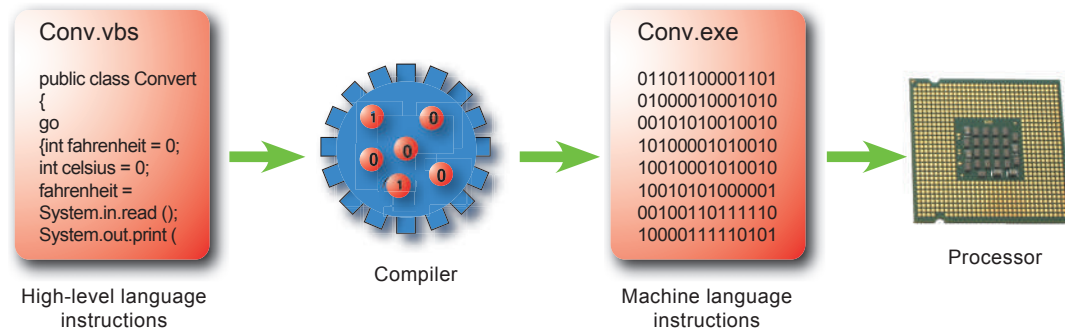 Conv.vbs
public class Convert
{
go
{int fahrenheit = 0;
int celsius = 0;
fahrenheit =
System.in.read ();
System.out.print (
High-level language
instructions
1
0
0
0
0
1
Compiler
Conv.exe
01101100001101
01000010001010
00101010010010
10100001010010
10010001010010
10010101000001
00100110111110
10000111110101
Machine language
instructions
Processor